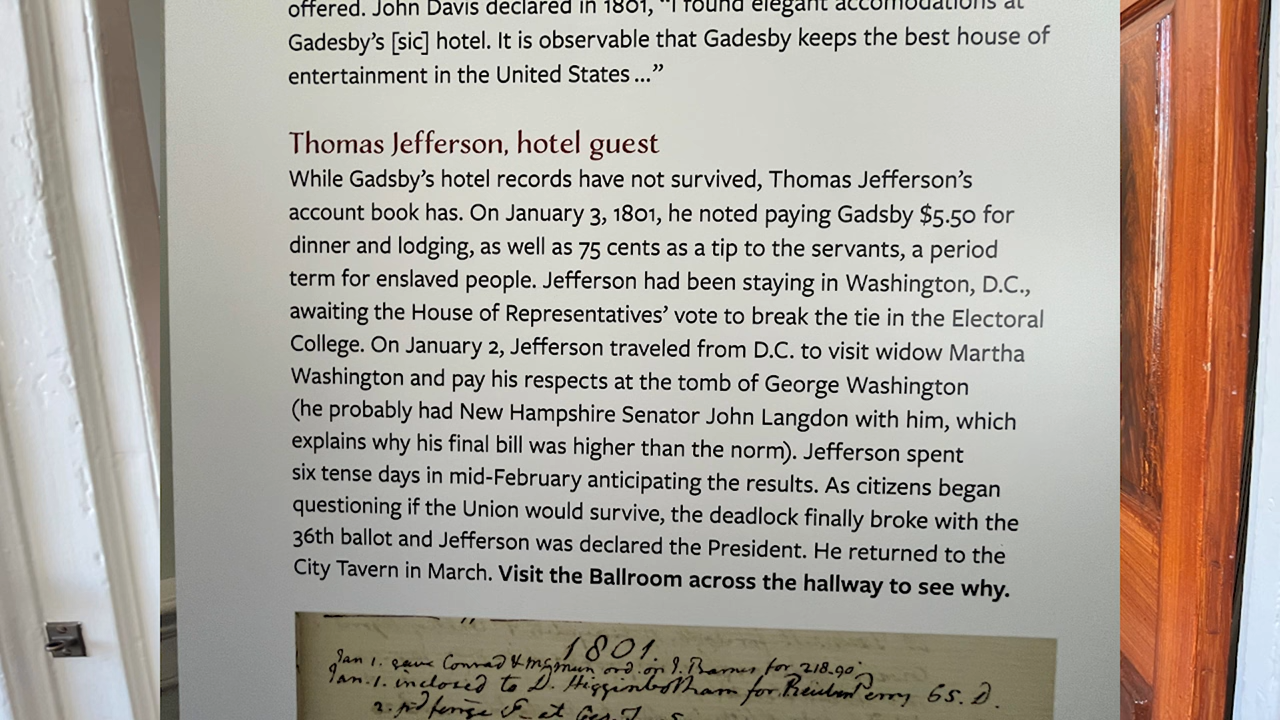 offered. John Davis declared in 1801, “I found elegant accomodations at
Gadesby’s [sic] hotel. It is observable that Gadesby keeps the best house of
entertainment in the United States ...”
Thomas Jefferson, hotel guest
While Gadsby’s hotel records have not survived, Thomas Jefferson’s
account book has. On January 3, 1801, he noted paying Gadsby $5.50 for
dinner and lodging, as well as 75 cents as a tip to the servants, a period
term for enslaved people. Jefferson had been staying in Washington, D.C.,
awaiting the House of Representatives’ vote to break the tie in the Electoral
College. On January 2, Jefferson traveled from D.C. to visit widow Martha
Washington and pay his respects at the tomb of George Washington
(he probably had New Hampshire Senator John Langdon with him, which
explains why his final bill was higher than the norm). Jefferson spent
six tense days in mid-February anticipating the results. As citizens began
questioning if the Union would survive, the deadlock finally broke with the
36th ballot and Jefferson was declared the President. He returned to the
City Tavern in March. Visit the Ballroom across the hallway to see why.
1801.
Jan 1. gave Conrad & ord. on J. Barnes for 218.90
Jan. 1. inclosed to D. Higginbotham for Reuben Perry 65. D.
2. pd